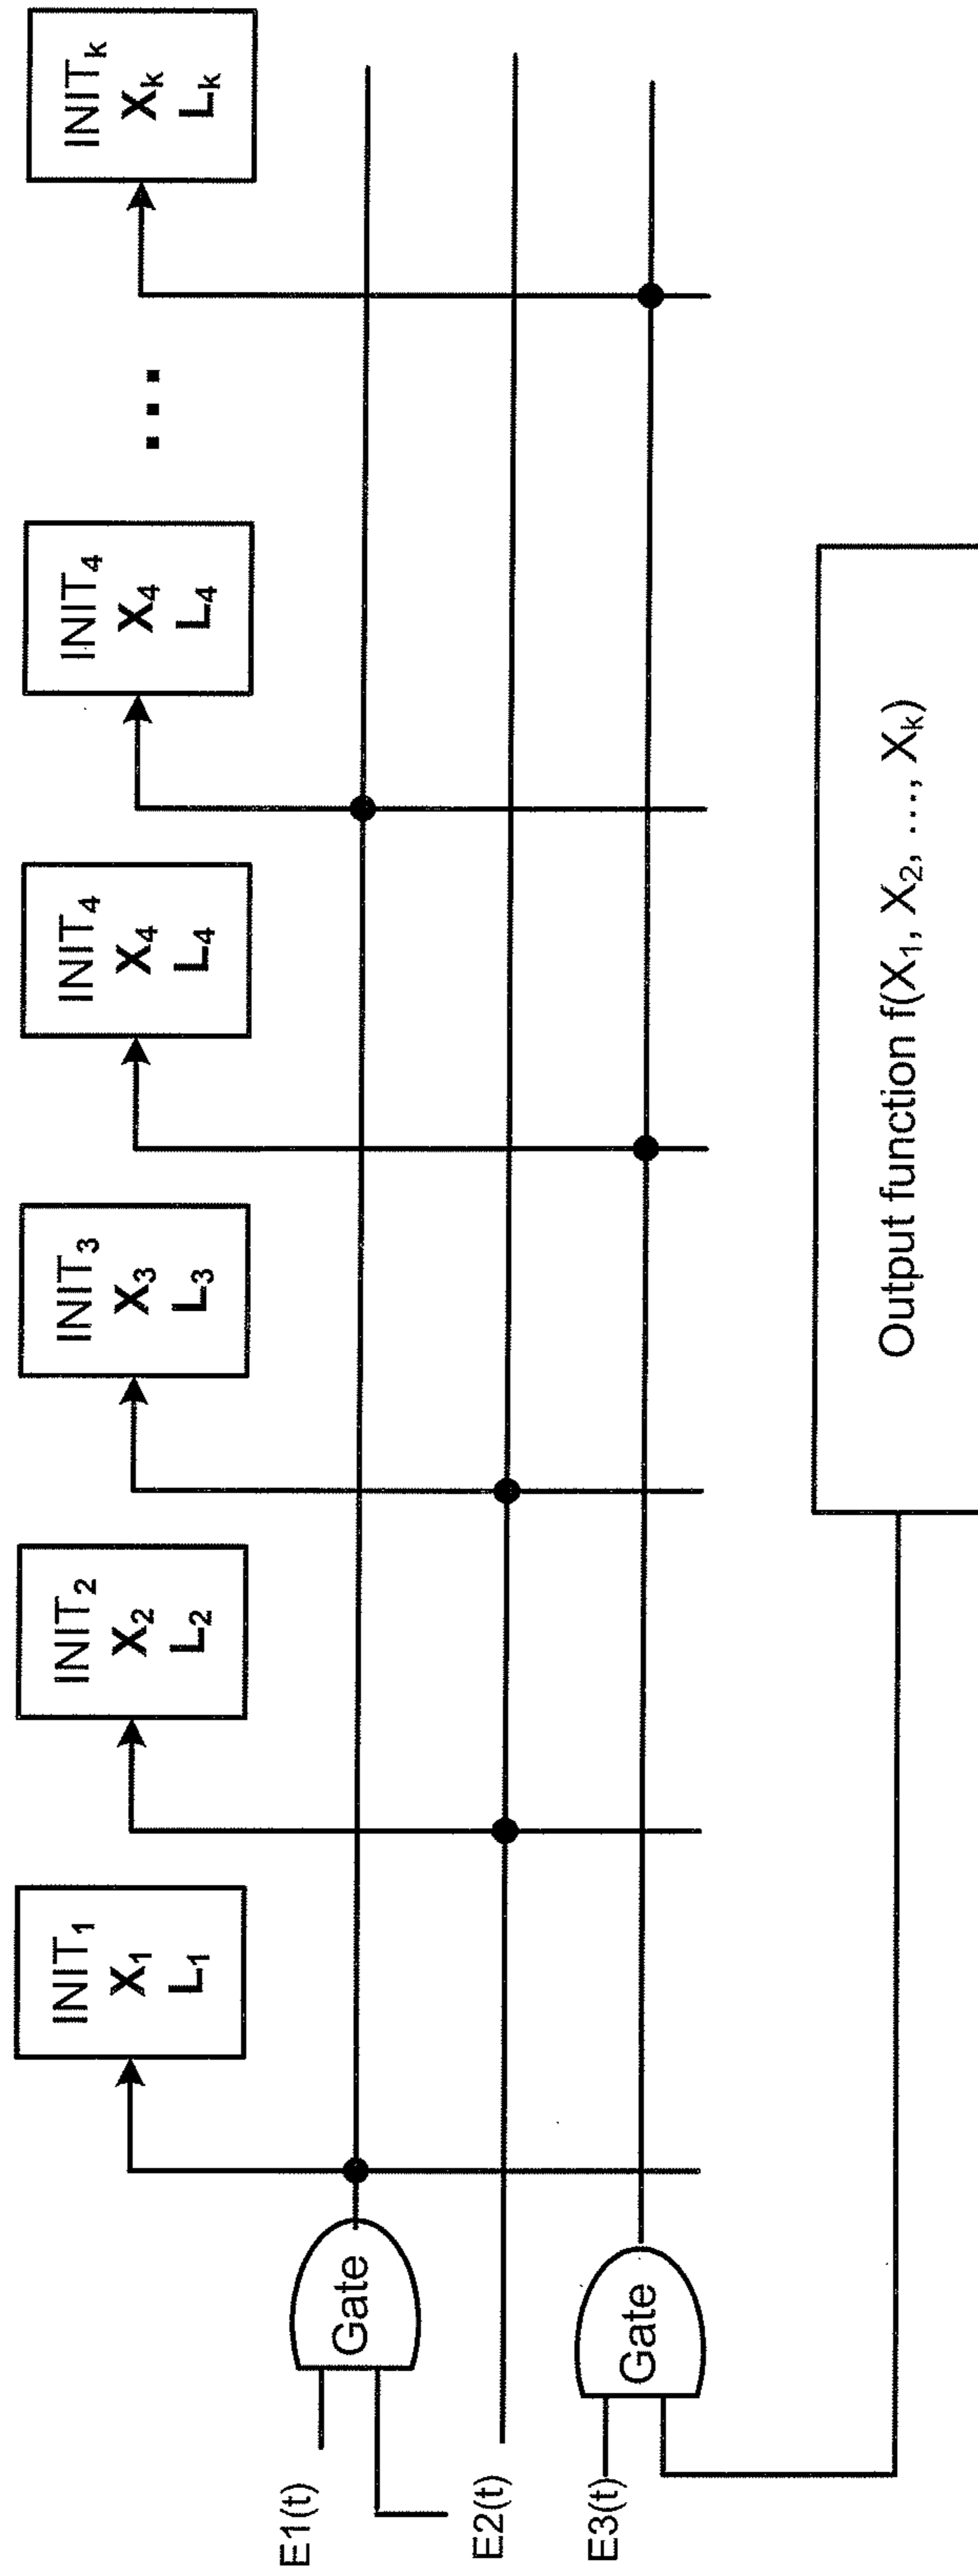 INIT₁
X₁
L₁
INIT₂
X₂
L₂
INIT₃
X₃
L₃
INIT₄
X₄
L₄
INIT₄
X₄
L₄
...
INITₖ
Xₖ
Lₖ
E1(t)
Gate
E2(t)
E3(t)
Gate
Output function f(X₁, X₂, ..., Xₖ)